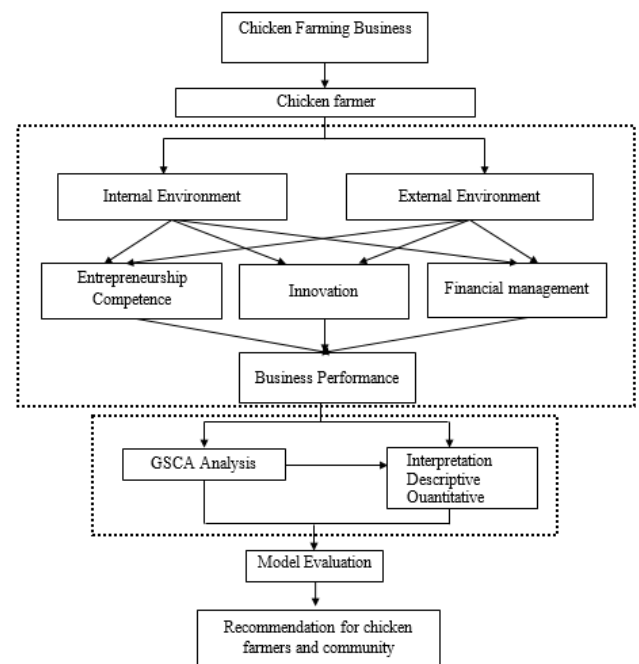 Chicken Farming Business
Chicken farmer
Internal Environment
External Environment
Entrepreneurship
Competence
Innovation
Financial management
Business Performance
GSCA Analysis
Interpretation
Descriptive
Quantitative
Model Evaluation
Recommendation for chicken
farmers and community